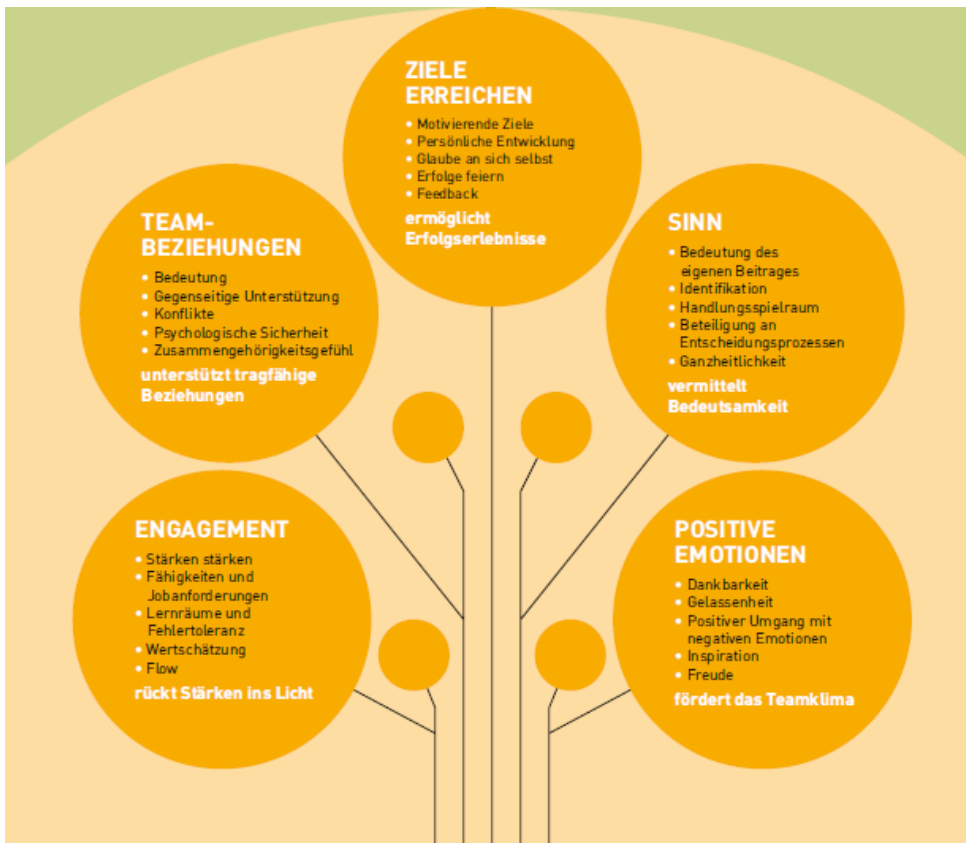 ZIELE
ERREICHEN
• Motivierende Ziele
• Persönliche Entwicklung
• Glaube an sich selbst
• Erfolge feiern
• Feedback
ermöglicht
Erfolgserlebnisse
TEAM-
BEZIEHUNGEN
• Bedeutung
• Gegenseitige Unterstützung
• Konflikte
• Psychologische Sicherheit
• Zusammengehörigkeitsgefühl
unterstützt tragfähige
Beziehungen
SINN
• Bedeutung des
eigenen Beitrages
• Identifikation
• Handlungsspielraum
• Beteiligung an
Entscheidungsprozessen
• Ganzheitlichkeit
vermittelt
Bedeutsamkeit
ENGAGEMENT
• Stärken stärken
• Fähigkeiten und
Jobanforderungen
• Lernräume und
Fehlertoleranz
• Wertschätzung
• Flow
rückt Stärken ins Licht
POSITIVE
EMOTIONEN
• Dankbarkeit
• Gelassenheit
• Positiver Umgang mit
negativen Emotionen
• Inspiration
• Freude
fördert das Teamklima